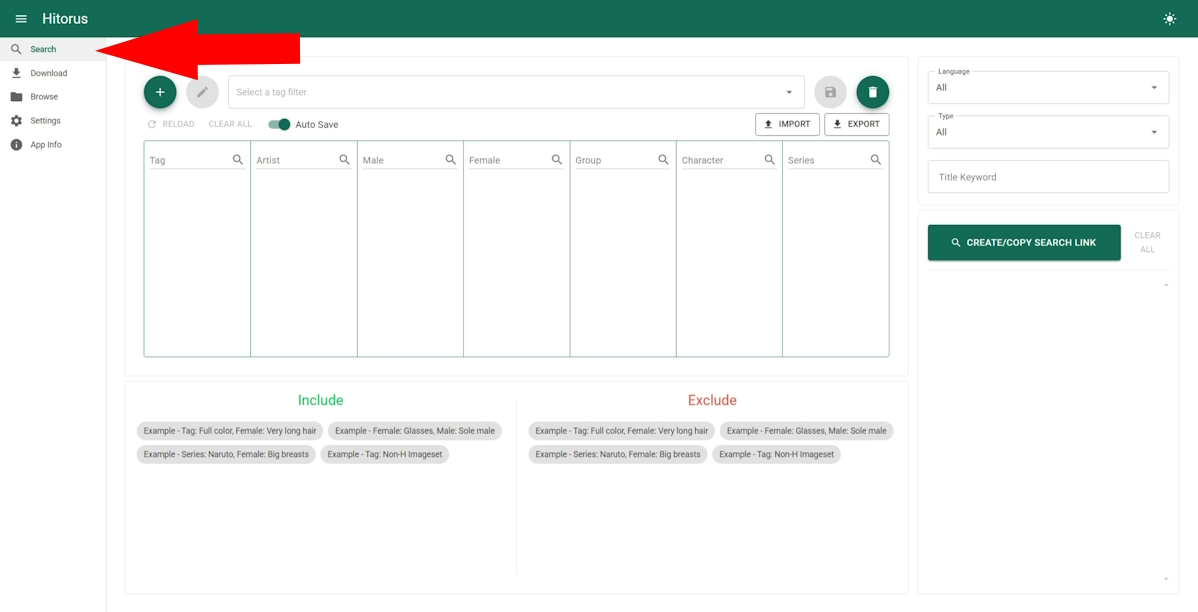 Hitorus
Search
Download
Browse
Settings
App Info
Select a tag filter
RELOAD CLEAR ALL Auto Save IMPORT EXPORT
Tag Artist Male Female Group Character Series
Include
Example - Tag: Full color, Female: Very long hair Example - Female: Glasses, Male: Sole male
Example - Series: Naruto, Female: Big breasts Example - Tag: Non-H Imageset
Exclude
Example - Tag: Full color, Female: Very long hair Example - Female: Glasses, Male: Sole male
Example - Series: Naruto, Female: Big breasts Example - Tag: Non-H Imageset
Language
All
Type
All
Title Keyword
CREATE/COPY SEARCH LINK
CLEAR
ALL